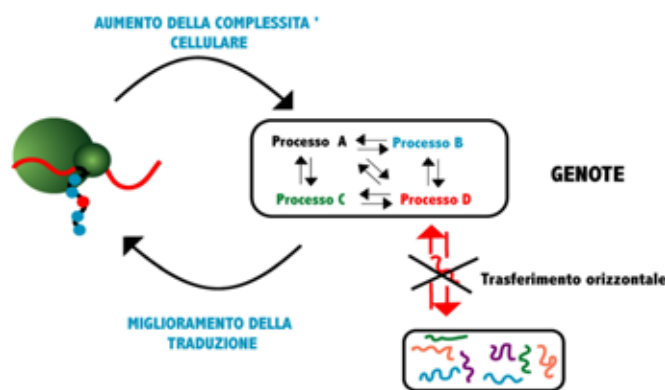 AUMENTO DELLA COMPLESSITA '
CELLULARE
Processo A
Processo B
Processo C
Processo D
GENOTE
Trasferimento orizzontale
MIGLIORAMENTO DELLA
TRADUZIONE